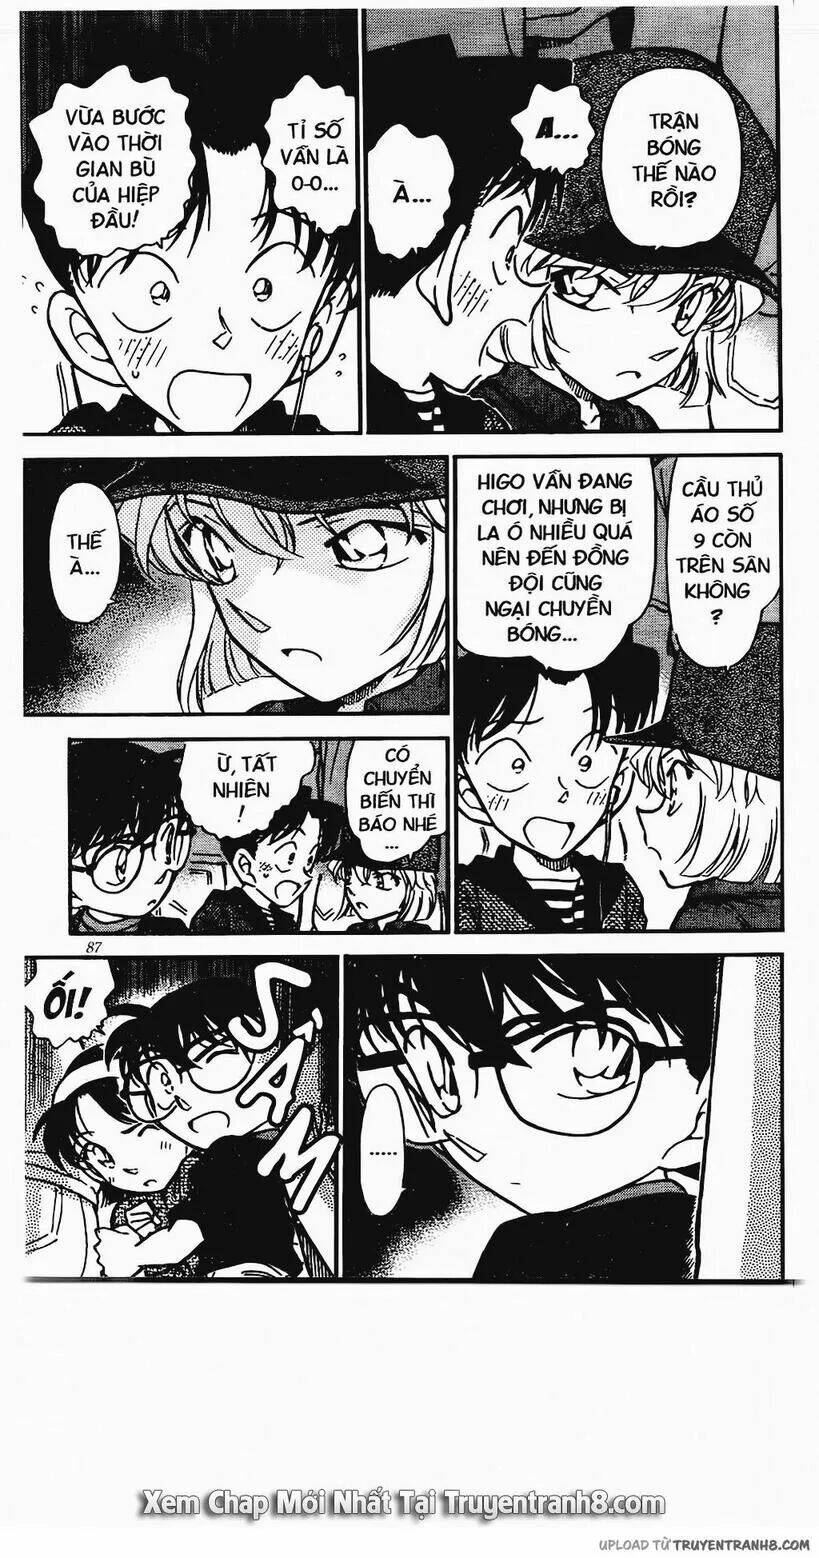 TRẬN
BÓNG
THẾ NÀO
RỒI?
A...
À...
TỈ SỐ
VẪN LÀ
0-0...
VỪA BƯỚC
VÀO THỜI
GIAN BÙ
CỦA HIỆP
ĐẦU!
CẦU THỦ
ÁO SỐ
9 CÒN
TRÊN SÂN
KHÔNG
?
HIGO VẪN ĐANG
CHƠI, NHƯNG BỊ
LA Ó NHIỀU QUÁ
NÊN ĐẾN ĐỒNG
ĐỘI CŨNG
NGẠI CHUYỀN
BÓNG...
THẾ
À...
CÓ
CHUYỂN
BIẾN THÌ
BÁO NHÉ
...
Ừ, TẤT
NHIÊN
!
87
......
SẦM
ỐI!
Xem Chap Mới Nhất Tại Truyentranh8.com
UPLOAD TỪ TRUYENTRANH8.COM